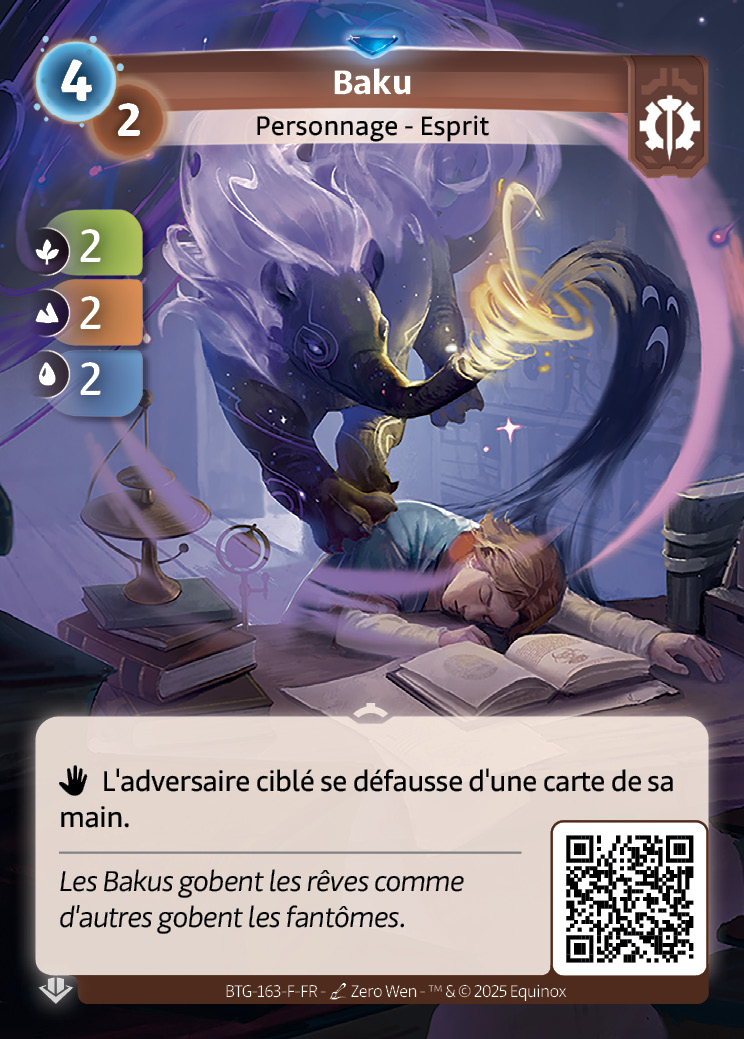 4
Baku
2
Personnage - Esprit
2
2
2
L'adversaire ciblé se défausse d'une carte de sa
main.
Les Bakus gobent les rêves comme
d'autres gobent les fantômes.
BTG-163-F-FR - Zero Wen - ™ & © 2025 Equinox